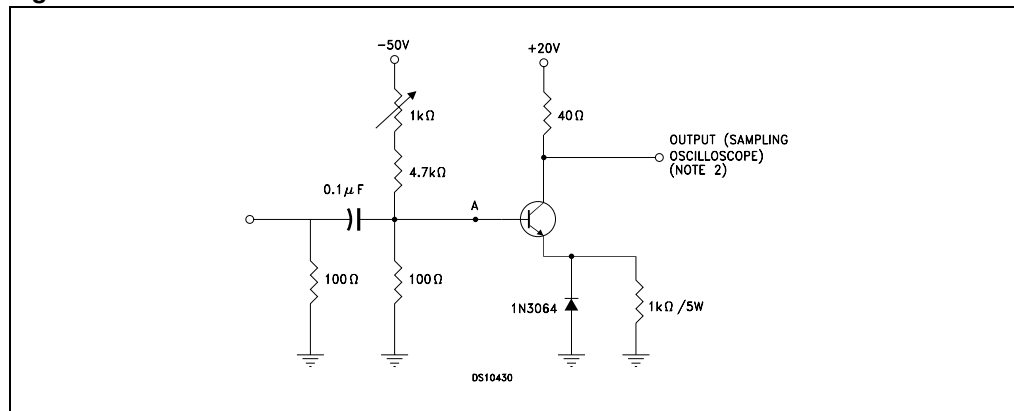 -50V
+20V
1kΩ
40Ω
OUTPUT (SAMPLING
OSCILLOSCOPE)
(NOTE 2)
4.7kΩ
0.1μF
A
100Ω
100Ω
1N3064
1kΩ/5W
DS10430